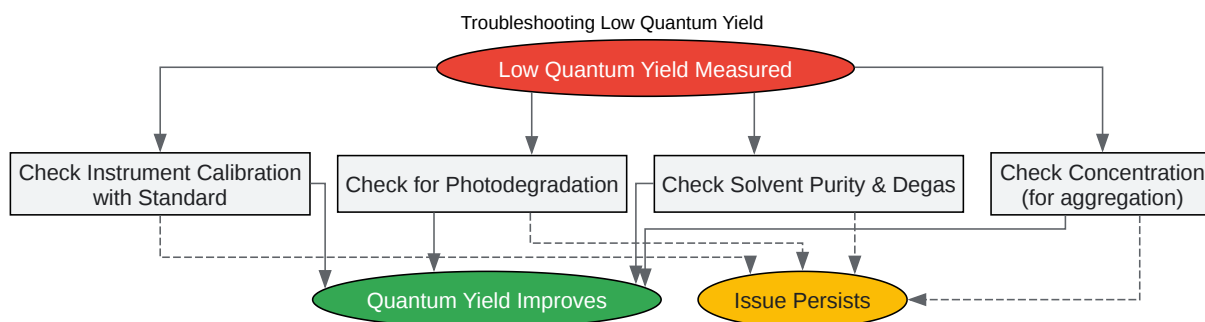 Troubleshooting Low Quantum Yield
Low Quantum Yield Measured
Check Instrument Calibration
with Standard
Check for Photodegradation
Check Solvent Purity & Degas
Check Concentration
(for aggregation)
Quantum Yield Improves
Issue Persists